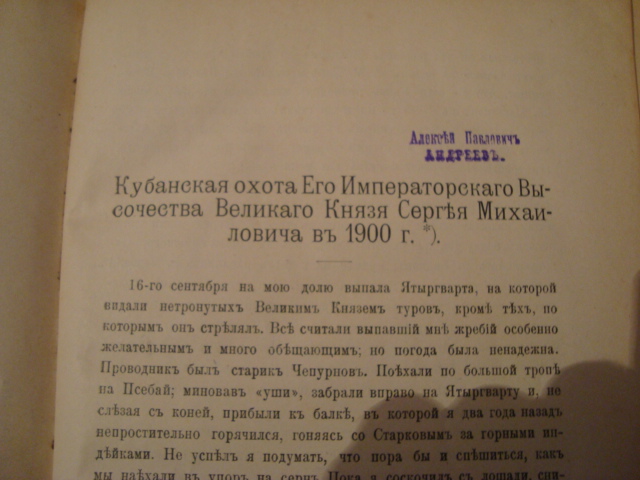 Алексѣй Павловичъ
АНДРЕЕВЪ.
Кубанская охота Его Императорскаго Вы-
сочества Великаго Князя Сергѣя Михаи-
ловича въ 1900 г. *).
16-го сентября на мою долю выпала Ятыргварта, на которой
видали нетронутыхъ Великимъ Княземъ туровъ, кромѣ тѣхъ, по
которымъ онъ стрѣлялъ. Всѣ считали выпавшій мнѣ жребій особенно
желательнымъ и много обѣщающимъ; но погода была ненадежна.
Проводникъ былъ старикъ Чепурновъ. Поѣхали по большой тропѣ
на Псебай; миновавъ «уши», забрали вправо на Ятыргварту и, не
слѣзая съ коней, прибыли къ балкѣ, въ которой я два года назадъ
непростительно горячился, гоняясь со Старковымъ за горными ин-
дѣйками. Не успѣлъ я подумать, что пора бы и спѣшиться, какъ
мы наѣхали въ упоръ на сернъ Пока я соскочилъ съ лошади, сни-